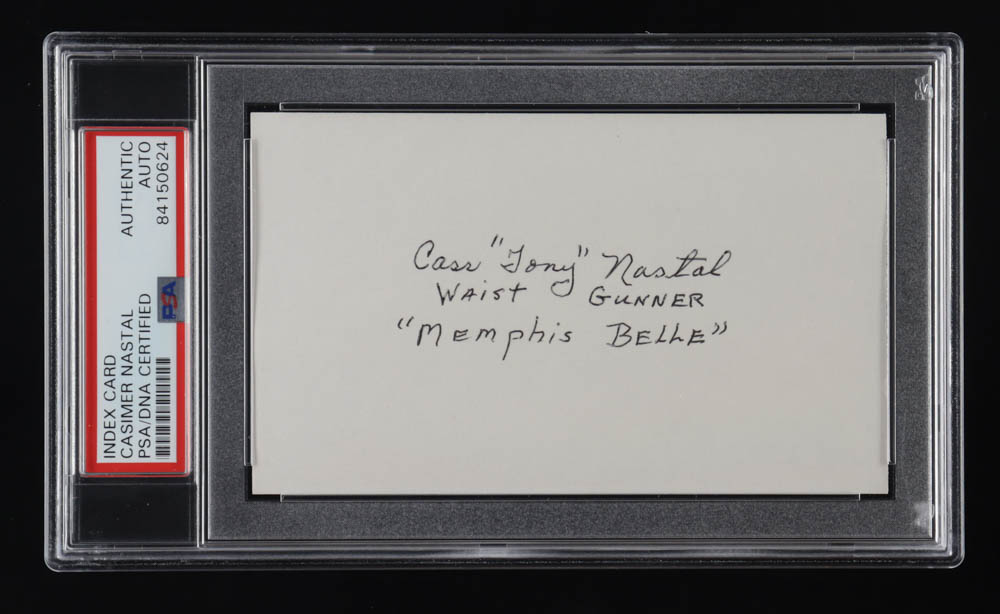 INDEX CARD
CASIMER NASTAL
PSA/DNA CERTIFIED
AUTHENTIC
AUTO
84150624
PSA
Cass "Tony" Nastal
WAIST GUNNER
"MEMPHIS BELLE"